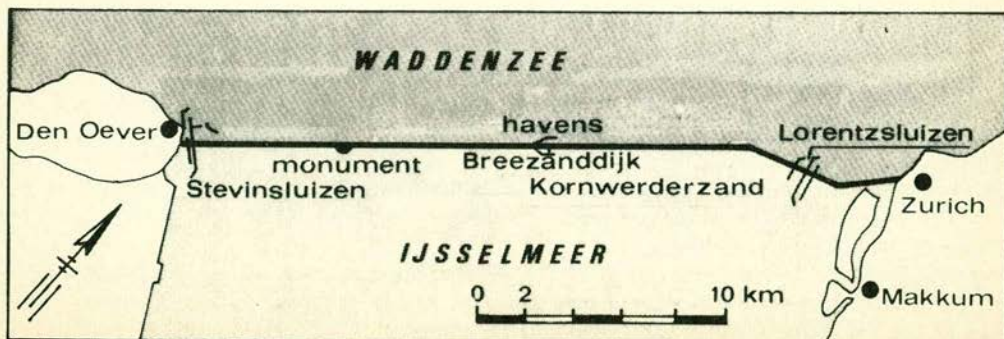 WADDENZEE
Den Oever
havens
Lorentzsluizen
monument
Breezanddijk
Stevinsluizen
Kornwerderzand
Zurich
IJSSELMEER
0 2 10 km
Makkum